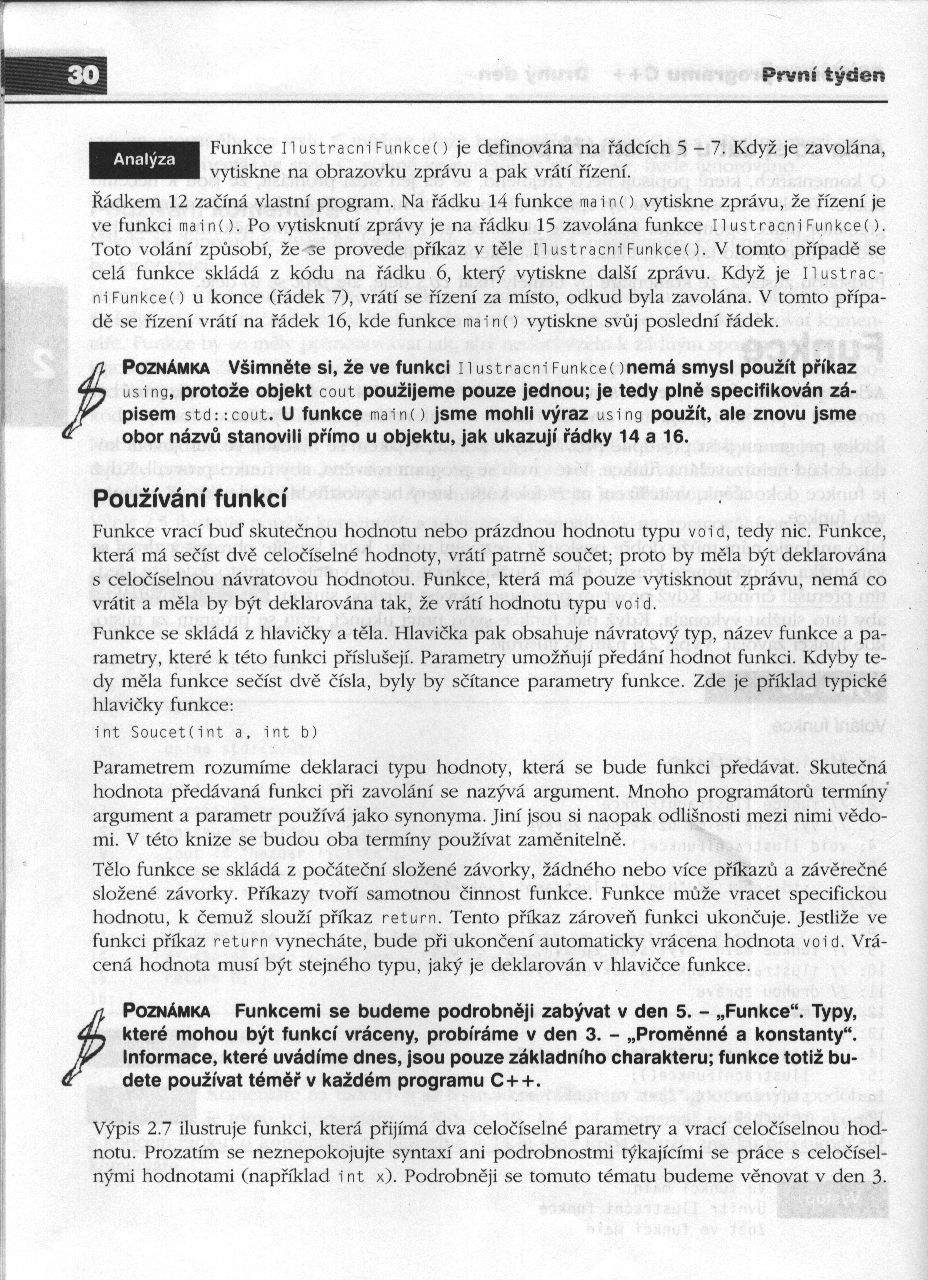 30
První týden
Analýza
Funkce IlustracniFunkce() je definována na řádcích 5 – 7. Když je zavolána,
vytiskne na obrazovku zprávu a pak vrátí řízení.
Řádkem 12 začíná vlastní program. Na řádku 14 funkce main() vytiskne zprávu, že řízení je
ve funkci main(). Po vytisknutí zprávy je na řádku 15 zavolána funkce IlustracniFunkce().
Toto volání způsobí, že se provede příkaz v těle IlustracniFunkce(). V tomto případě se
celá funkce skládá z kódu na řádku 6, který vytiskne další zprávu. Když je Ilustrac-
niFunkce() u konce (řádek 7), vrátí se řízení za místo, odkud byla zavolána. V tomto přípa-
dě se řízení vrátí na řádek 16, kde funkce main() vytiskne svůj poslední řádek.
POZNÁMKA Všimněte si, že ve funkci IlustracniFunkce()nemá smysl použít příkaz
using, protože objekt cout použijeme pouze jednou; je tedy plně specifikován zá-
pisem std::cout. U funkce main() jsme mohli výraz using použít, ale znovu jsme
obor názvů stanovili přímo u objektu, jak ukazují řádky 14 a 16.
Používání funkcí
Funkce vrací buď skutečnou hodnotu nebo prázdnou hodnotu typu void, tedy nic. Funkce,
která má sečíst dvě celočíselné hodnoty, vrátí patrně součet; proto by měla být deklarována
s celočíselnou návratovou hodnotou. Funkce, která má pouze vytisknout zprávu, nemá co
vrátit a měla by být deklarována tak, že vrátí hodnotu typu void.
Funkce se skládá z hlavičky a těla. Hlavička pak obsahuje návratový typ, název funkce a pa-
rametry, které k této funkci příslušejí. Parametry umožňují předání hodnot funkci. Kdyby te-
dy měla funkce sečíst dvě čísla, byly by sčítance parametry funkce. Zde je příklad typické
hlavičky funkce:
int Soucet(int a, int b)
Parametrem rozumíme deklaraci typu hodnoty, která se bude funkci předávat. Skutečná
hodnota předávaná funkci při zavolání se nazývá argument. Mnoho programátorů termíny
argument a parametr používá jako synonyma. Jiní jsou si naopak odlišnosti mezi nimi vědo-
mi. V této knize se budou oba termíny používat zaměnitelně.
Tělo funkce se skládá z počáteční složené závorky, žádného nebo více příkazů a závěrečné
složené závorky. Příkazy tvoří samotnou činnost funkce. Funkce může vracet specifickou
hodnotu, k čemuž slouží příkaz return. Tento příkaz zároveň funkci ukončuje. Jestliže ve
funkci příkaz return vynecháte, bude při ukončení automaticky vrácena hodnota void. Vrá-
cená hodnota musí být stejného typu, jaký je deklarován v hlavičce funkce.
POZNÁMKA Funkcemi se budeme podrobněji zabývat v den 5. – „Funkce“. Typy,
které mohou být funkcí vráceny, probíráme v den 3. – „Proměnné a konstanty“.
Informace, které uvádíme dnes, jsou pouze základního charakteru; funkce totiž bu-
dete používat téměř v každém programu C++.
Výpis 2.7 ilustruje funkci, která přijímá dva celočíselné parametry a vrací celočíselnou hod-
notu. Prozatím se neznepokojujte syntaxí ani podrobnostmi týkajícími se práce s celočísel-
nými hodnotami (například int x). Podrobněji se tomuto tématu budeme věnovat v den 3.